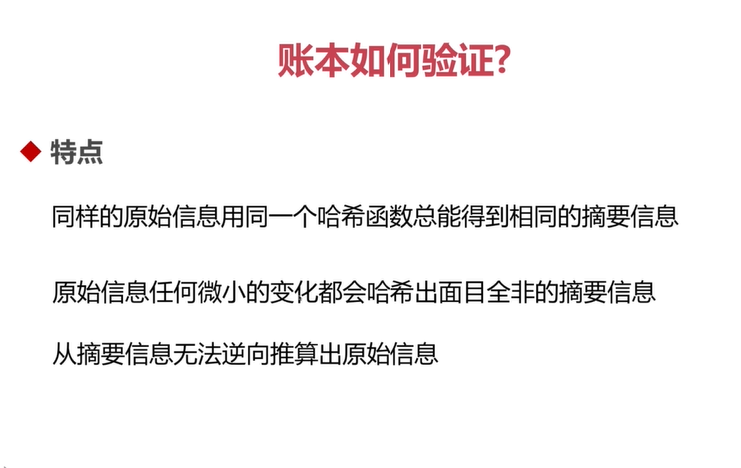 账本如何验证?
特点
同样的原始信息用同一个哈希函数总能得到相同的摘要信息
原始信息任何微小的变化都会哈希出面目全非的摘要信息
从摘要信息无法逆向推算出原始信息